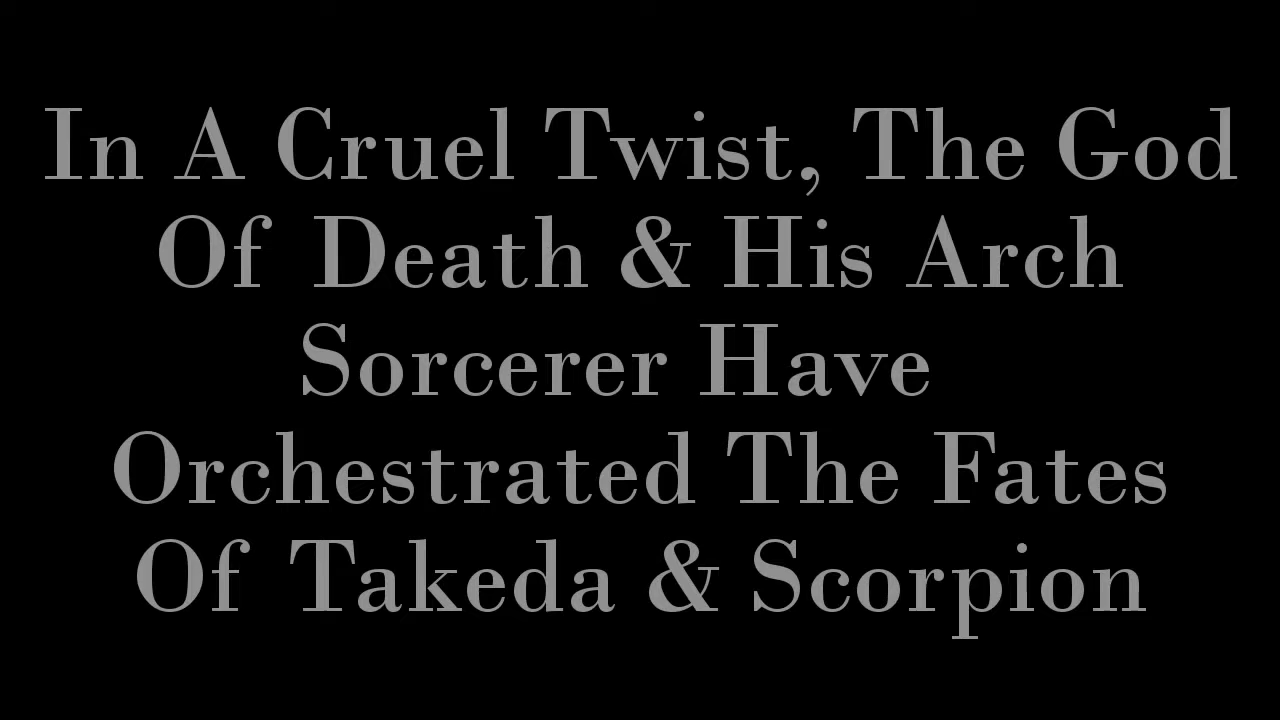 In A Cruel Twist, The God
Of Death & His Arch
Sorcerer Have
Orchestrated The Fates
Of Takeda & Scorpion